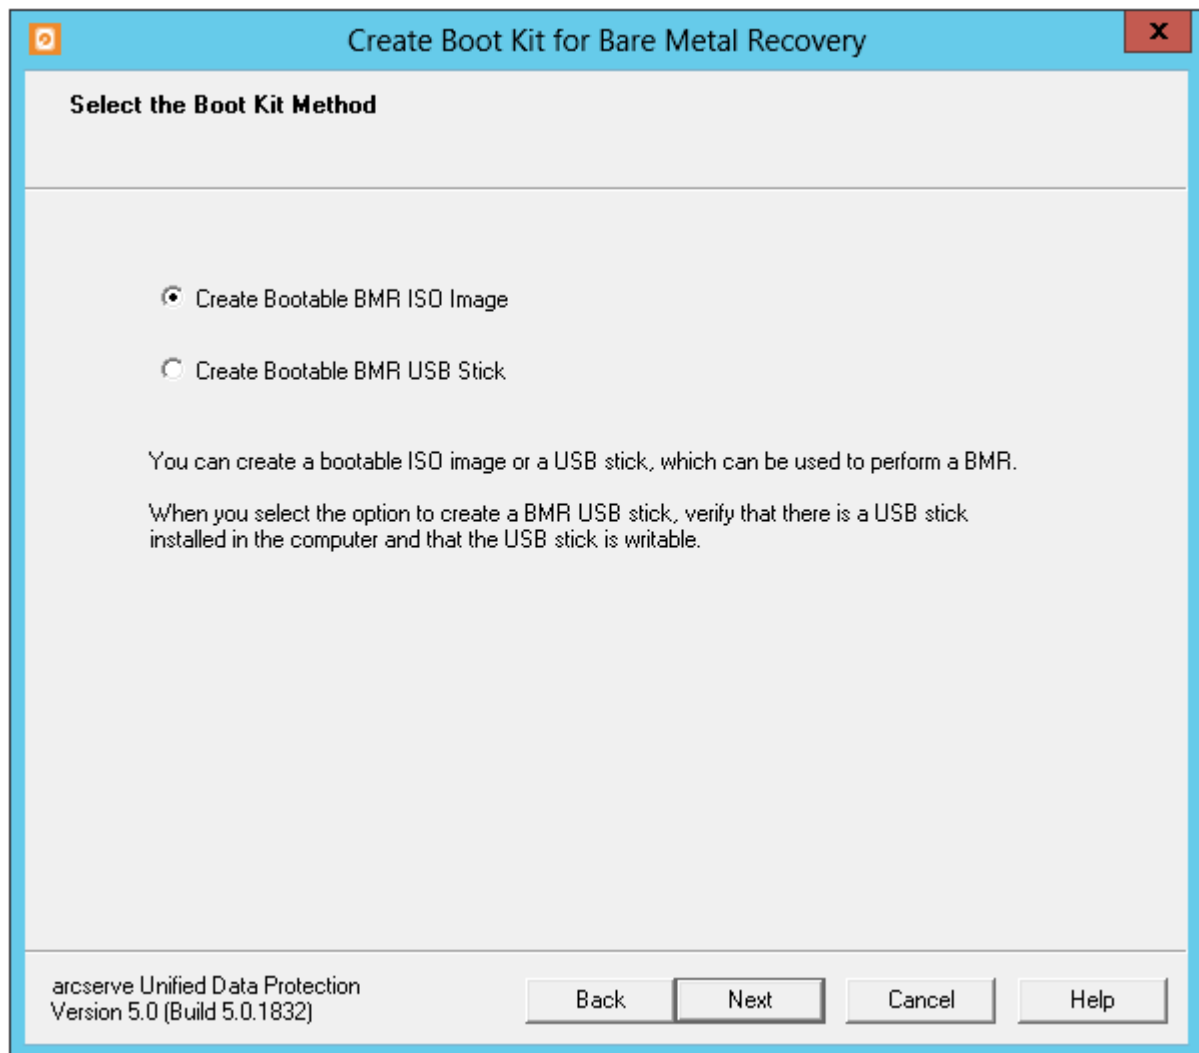 Create Boot Kit for Bare Metal Recovery
x
Select the Boot Kit Method
Create Bootable BMR ISO Image
Create Bootable BMR USB Stick
You can create a bootable ISO image or a USB stick, which can be used to perform a BMR.
When you select the option to create a BMR USB stick, verify that there is a USB stick
installed in the computer and that the USB stick is writable.
arcserve Unified Data Protection
Version 5.0 (Build 5.0.1832)
Back
Next
Cancel
Help